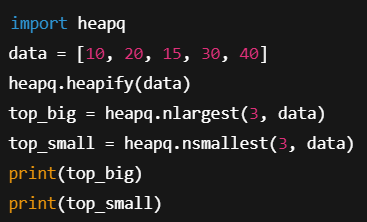 import heapq
data = [10, 20, 15, 30, 40]
heapq.heapify(data)
top_big = heapq.nlargest(3, data)
top_small = heapq.nsmallest(3, data)
print(top_big)
print(top_small)